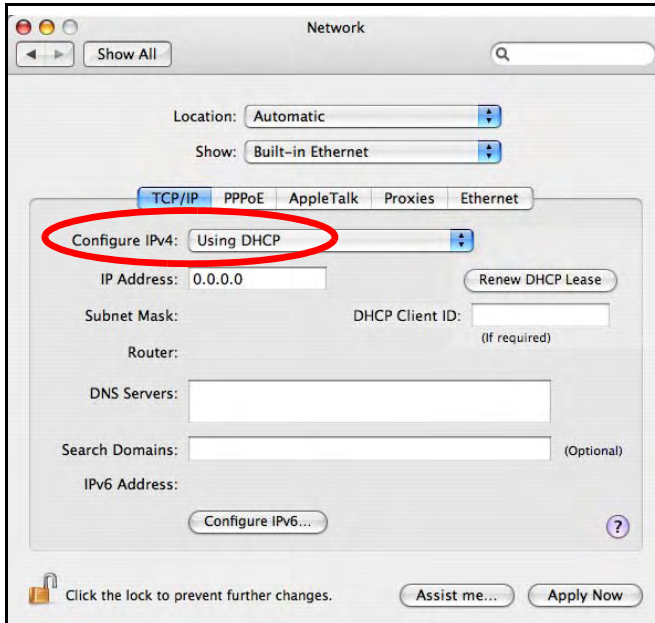 Network
Show All
Location: Automatic
Show: Built-in Ethernet
TCP/IP PPPoE AppleTalk Proxies Ethernet
Configure IPv4: Using DHCP
IP Address: 0.0.0.0 Renew DHCP Lease
Subnet Mask: DHCP Client ID:
(If required)
Router:
DNS Servers:
Search Domains: (Optional)
IPv6 Address:
Configure IPv6...
?
Click the lock to prevent further changes. Assist me... Apply Now